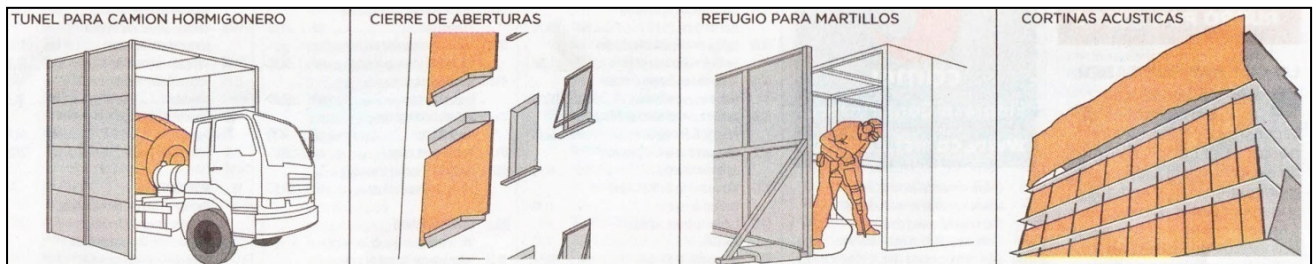 TUNEL PARA CAMION HORMIGONERO
CIERRE DE ABERTURAS
REFUGIO PARA MARTILLOS
CORTINAS ACUSTICAS